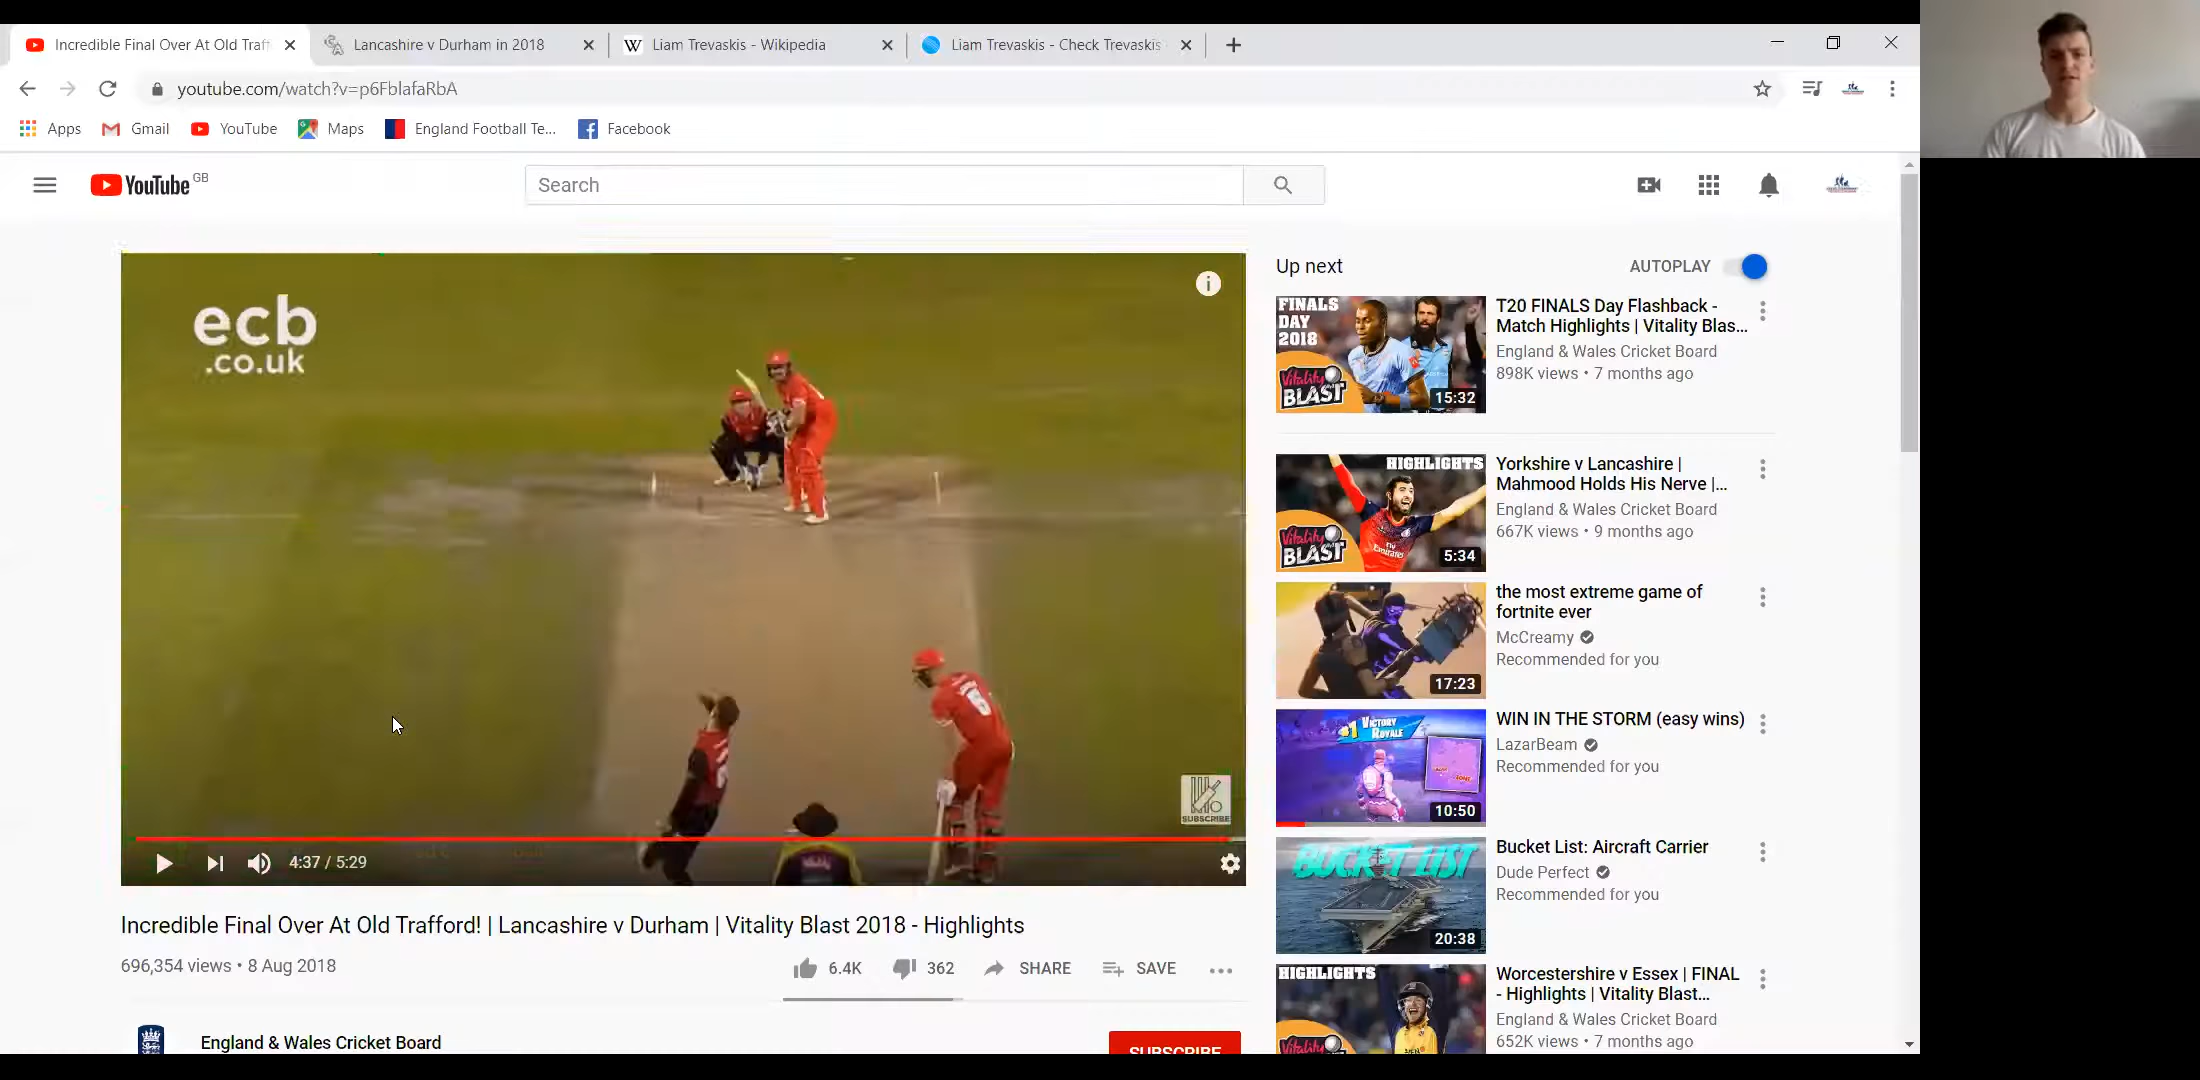 Incredible Final Over At Old Traff
Lancashire v Durham in 2018
Liam Trevaskis - Wikipedia
Liam Trevaskis - Check Trevaskis
youtube.com/watch?v=p6FblafaRbA
Apps
Gmail
YouTube
Maps
England Football Te...
Facebook
YouTube GB
Search
ecb
.co.uk
SUBSCRIBE
4:37 / 5:29
Incredible Final Over At Old Trafford! | Lancashire v Durham | Vitality Blast 2018 - Highlights
696,354 views • 8 Aug 2018
6.4K
362
SHARE
SAVE
England & Wales Cricket Board
SUBSCRIBE
Up next
AUTOPLAY
FINALS
DAY
2018
Vitality
BLAST
15:32
T20 FINALS Day Flashback -
Match Highlights | Vitality Blas...
England & Wales Cricket Board
898K views • 7 months ago
HIGHLIGHTS
Vitality
BLAST
Fly
Emirates
5:34
Yorkshire v Lancashire |
Mahmood Holds His Nerve |...
England & Wales Cricket Board
667K views • 9 months ago
17:23
the most extreme game of
fortnite ever
McCreamy
Recommended for you
#1 VICTORY
ROYALE
10:50
WIN IN THE STORM (easy wins)
LazarBeam
Recommended for you
BUCKET LIST
20:38
Bucket List: Aircraft Carrier
Dude Perfect
Recommended for you
HIGHLIGHTS
Vitality
Worcestershire v Essex | FINAL
- Highlights | Vitality Blast...
England & Wales Cricket Board
652K views • 7 months ago